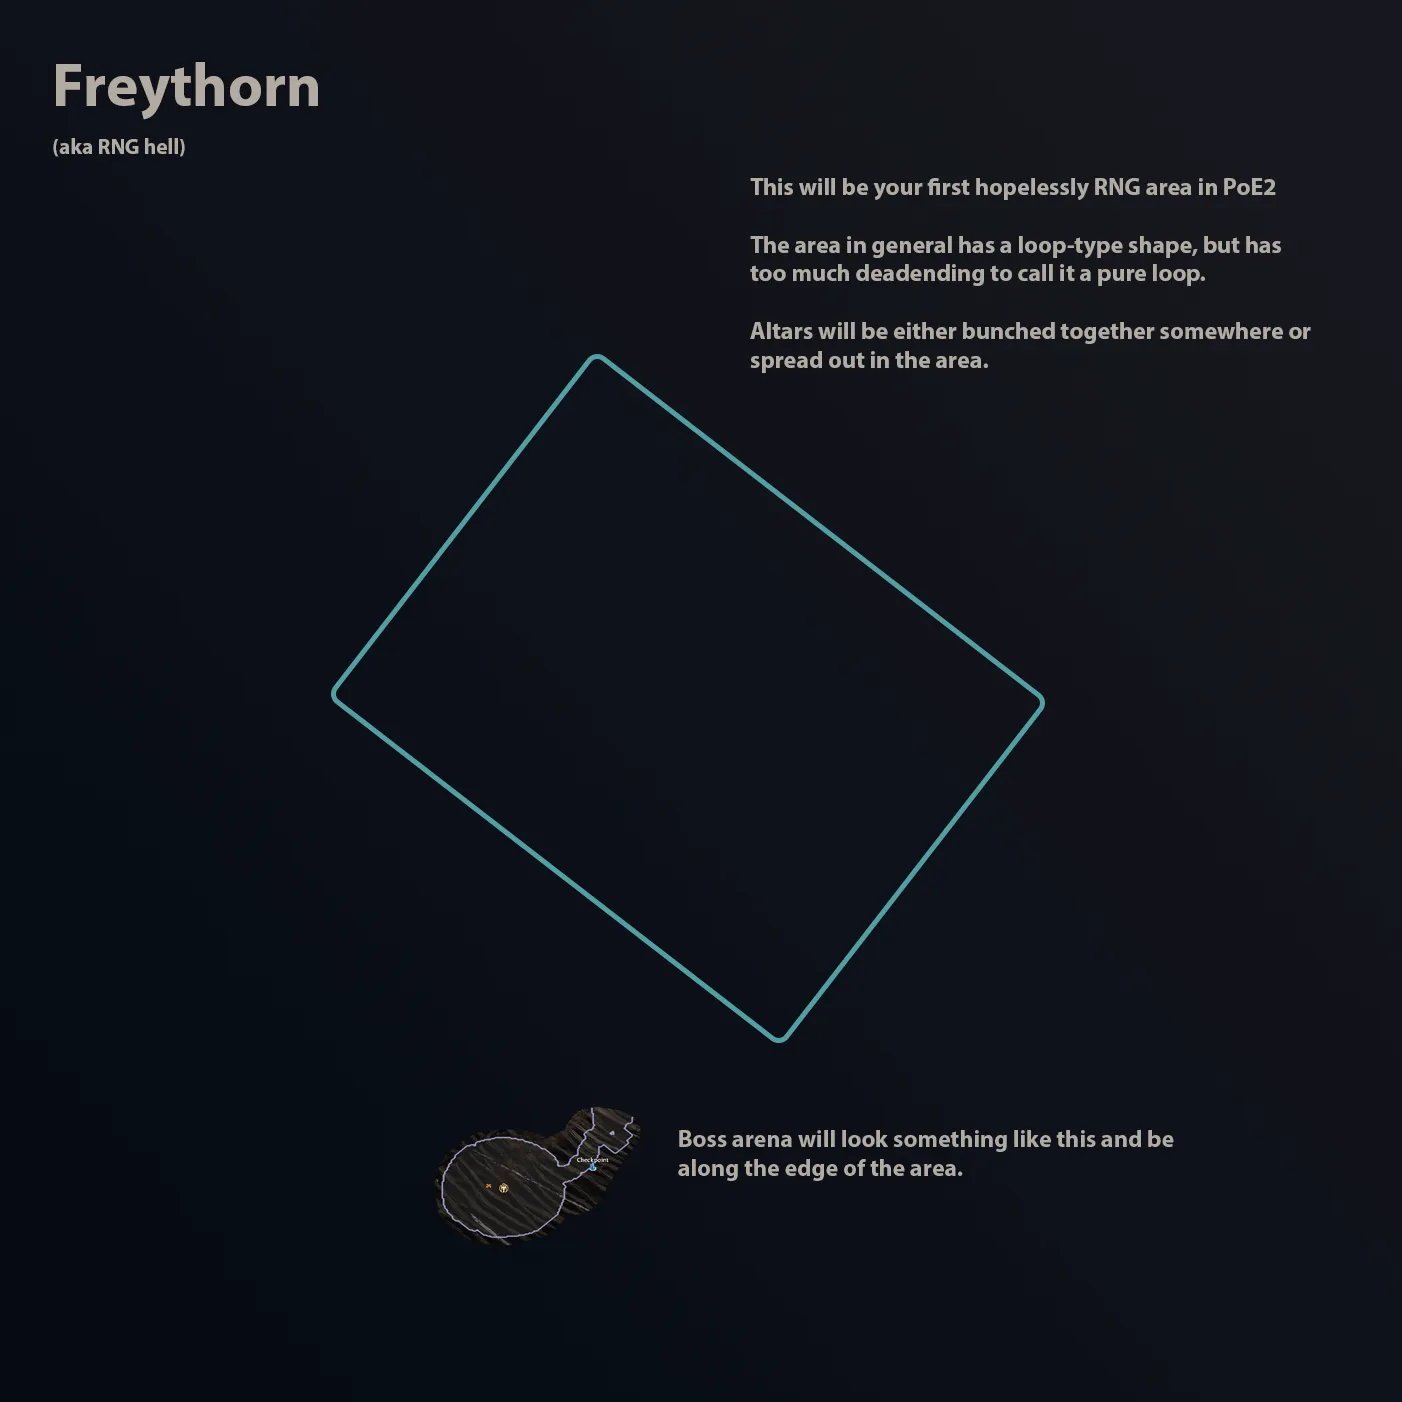 Freythorn
(aka RNG hell)
This will be your first hopelessly RNG area in PoE2
The area in general has a loop-type shape, but has
too much deadending to call it a pure loop.
Altars will be either bunched together somewhere or
spread out in the area.
Checkpoint
Boss arena will look something like this and be
along the edge of the area.